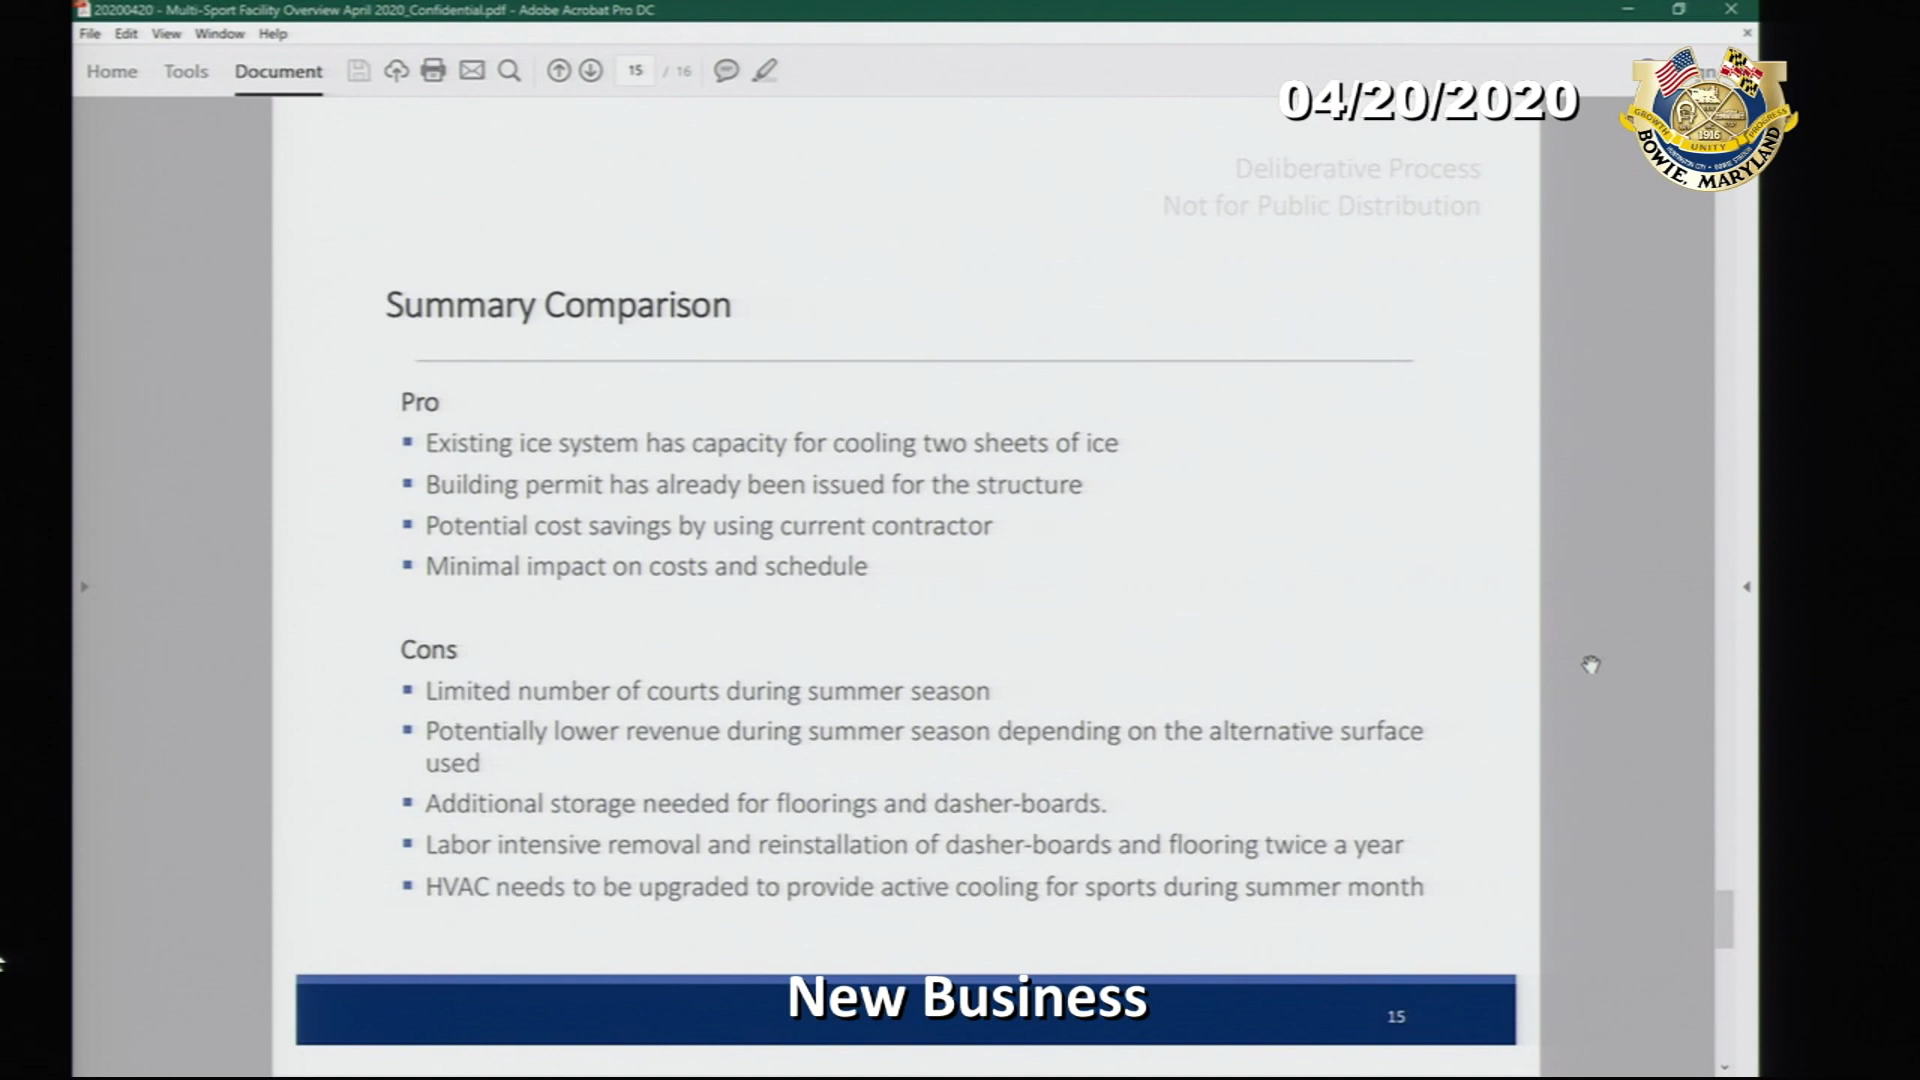 20200420 - Multi-Sport Facility Overview April 2020_Confidential.pdf - Adobe Acrobat Pro DC
File Edit View Window Help
Home Tools Document 15 / 16
04/20/2020
GROWTH PROGRESS
1916
UNITY
BOWIE, MARYLAND
Deliberative Process
Not for Public Distribution
Summary Comparison
Pro
▪ Existing ice system has capacity for cooling two sheets of ice
▪ Building permit has already been issued for the structure
▪ Potential cost savings by using current contractor
▪ Minimal impact on costs and schedule
Cons
▪ Limited number of courts during summer season
▪ Potentially lower revenue during summer season depending on the alternative surface
used
▪ Additional storage needed for floorings and dasher-boards.
▪ Labor intensive removal and reinstallation of dasher-boards and flooring twice a year
▪ HVAC needs to be upgraded to provide active cooling for sports during summer month
New Business
15